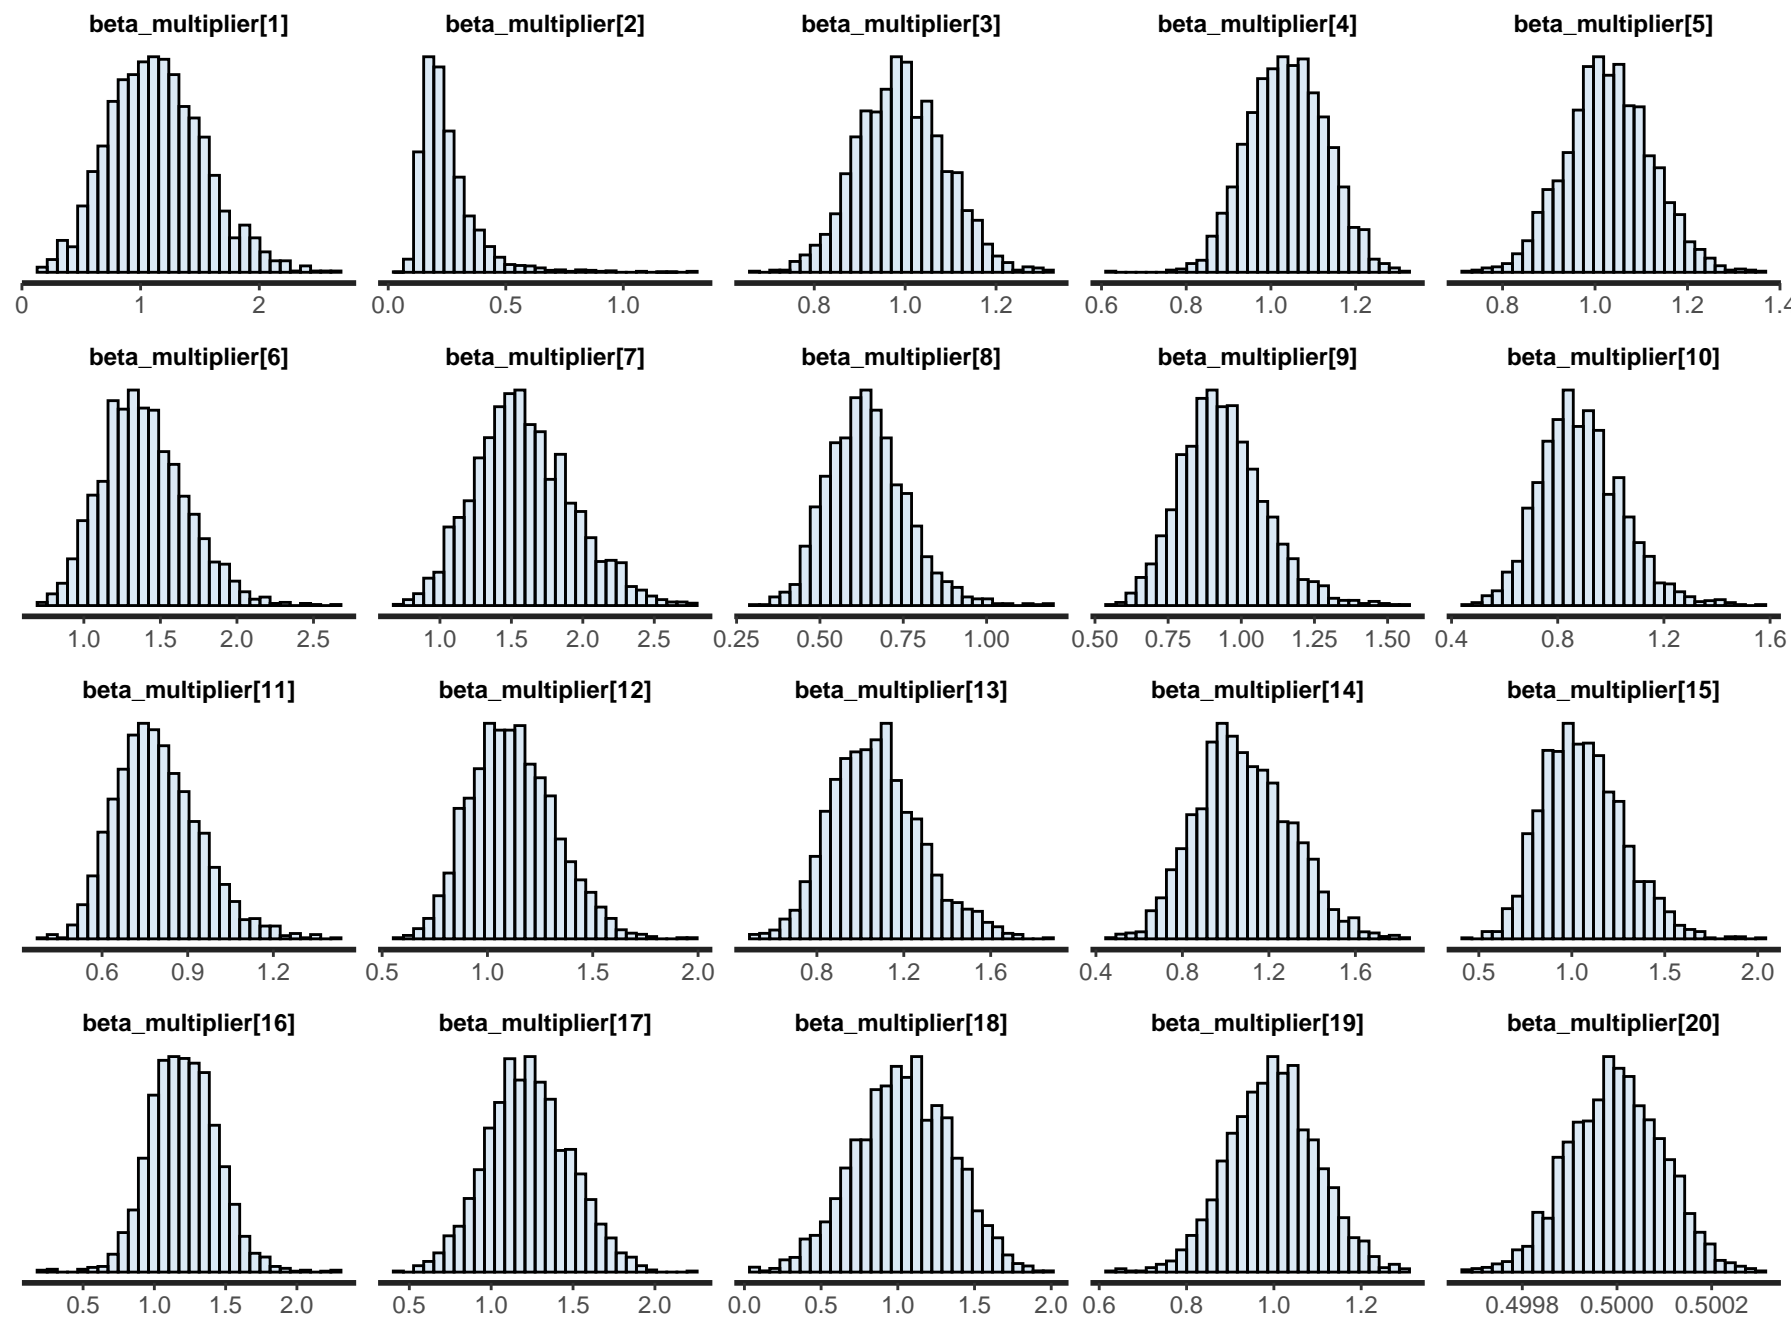 beta_multiplier[1] beta_multiplier[2] beta_multiplier[3] beta_multiplier[4] beta_multiplier[5]
0 1 2 0.0 0.5 1.0 0.8 1.0 1.2 0.6 0.8 1.0 1.2 0.8 1.0 1.2 1.4
beta_multiplier[6] beta_multiplier[7] beta_multiplier[8] beta_multiplier[9] beta_multiplier[10]
1.0 1.5 2.0 2.5 1.0 1.5 2.0 2.5 0.25 0.50 0.75 1.00 0.50 0.75 1.00 1.25 1.50 0.4 0.8 1.2 1.6
beta_multiplier[11] beta_multiplier[12] beta_multiplier[13] beta_multiplier[14] beta_multiplier[15]
0.6 0.9 1.2 0.5 1.0 1.5 2.0 0.8 1.2 1.6 0.4 0.8 1.2 1.6 0.5 1.0 1.5 2.0
beta_multiplier[16] beta_multiplier[17] beta_multiplier[18] beta_multiplier[19] beta_multiplier[20]
0.5 1.0 1.5 2.0 0.5 1.0 1.5 2.0 0.0 0.5 1.0 1.5 2.0 0.6 0.8 1.0 1.2 0.4998 0.5000 0.5002